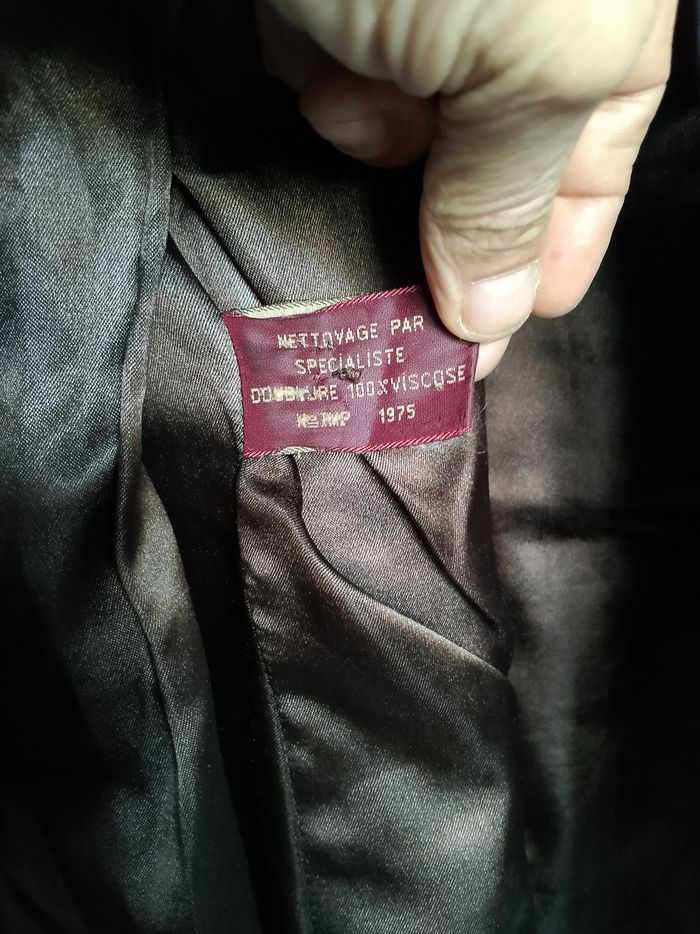 NETTOYAGE PAR
SPECIALISTE
DOUBLURE 100% VISCOSE
1975